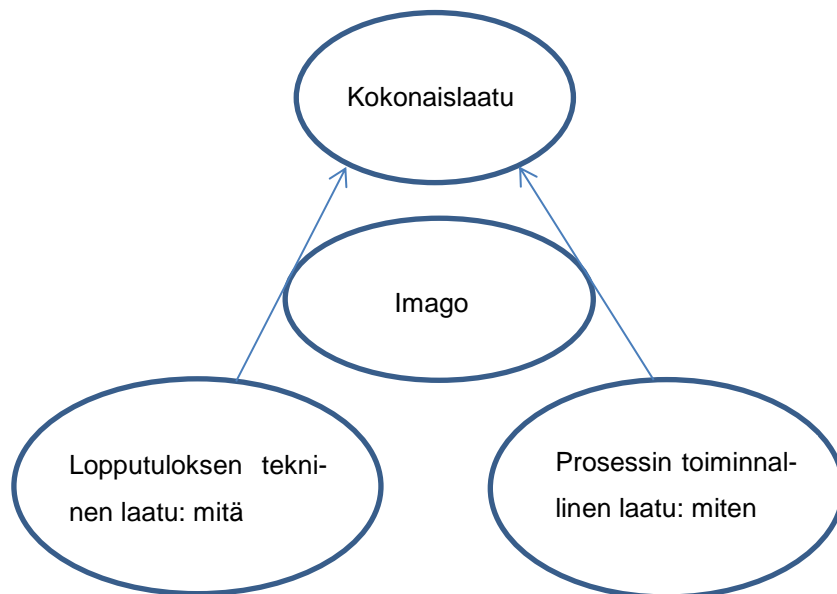 Kokonaislaatu
Imago
Lopputuloksen tekni-
nen laatu: mitä
Prosessin toiminnal-
linen laatu: miten